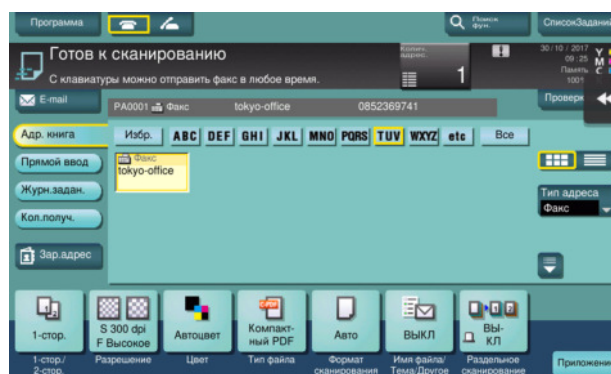 Программа
Поиск
фун.
СписокЗадани
Готов к сканированию
С клавиатуры можно отправить факс в любое время.
Колич.
адрес.
1
30/10/2017
09:25
Память
1001
Y
M
C
E-mail
PA0001 Факс tokyo-office 0852369741
Проверк
Адр. книга
Избр. ABC DEF GHI JKL MNO PQRS TUV WXYZ etc Все
Прямой ввод
Факс
tokyo-office
Журн.задан.
Тип адреса
Факс
Кол.получ.
Зар.адрес
1-стор.
S 300 dpi
F Высокое
Автоцвет
Компакт-
ный PDF
Авто
ВЫКЛ
ВЫ-
КЛ
1-стор./
2-стор.
Разрешение
Цвет
Тип файла
Формат
сканирования
Имя файла/
Тема/Другое
Раздельное
сканирование
Приложени